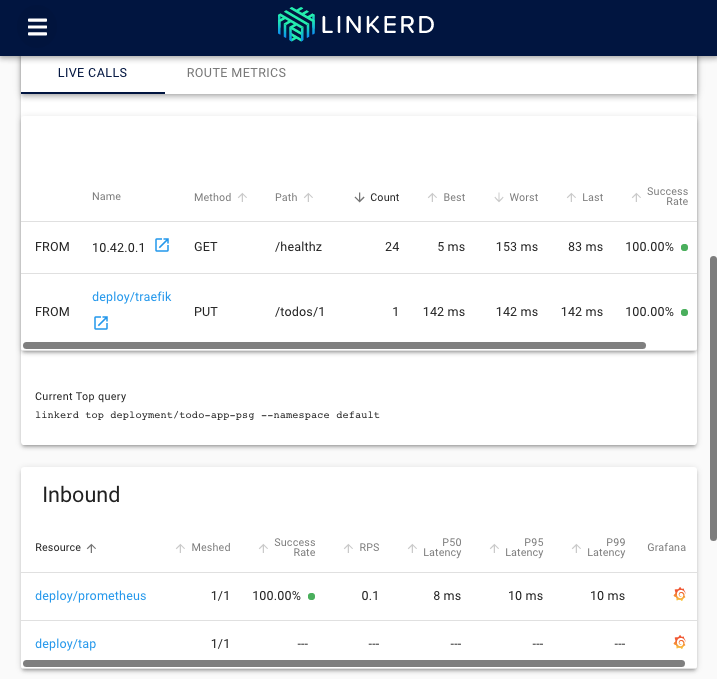 LINKERD
LIVE CALLS ROUTE METRICS
Name Method Path Count Best Worst Last Success Rate
FROM 10.42.0.1 GET /healthz 24 5 ms 153 ms 83 ms 100.00%
FROM deploy/traefik PUT /todos/1 1 142 ms 142 ms 142 ms 100.00%
Current Top query
linkerd top deployment/todo-app-psg --namespace default
Inbound
Resource Meshed Success Rate RPS P50 Latency P95 Latency P99 Latency Grafana
deploy/prometheus 1/1 100.00% 0.1 8 ms 10 ms 10 ms
deploy/tap 1/1 --- --- --- --- ---